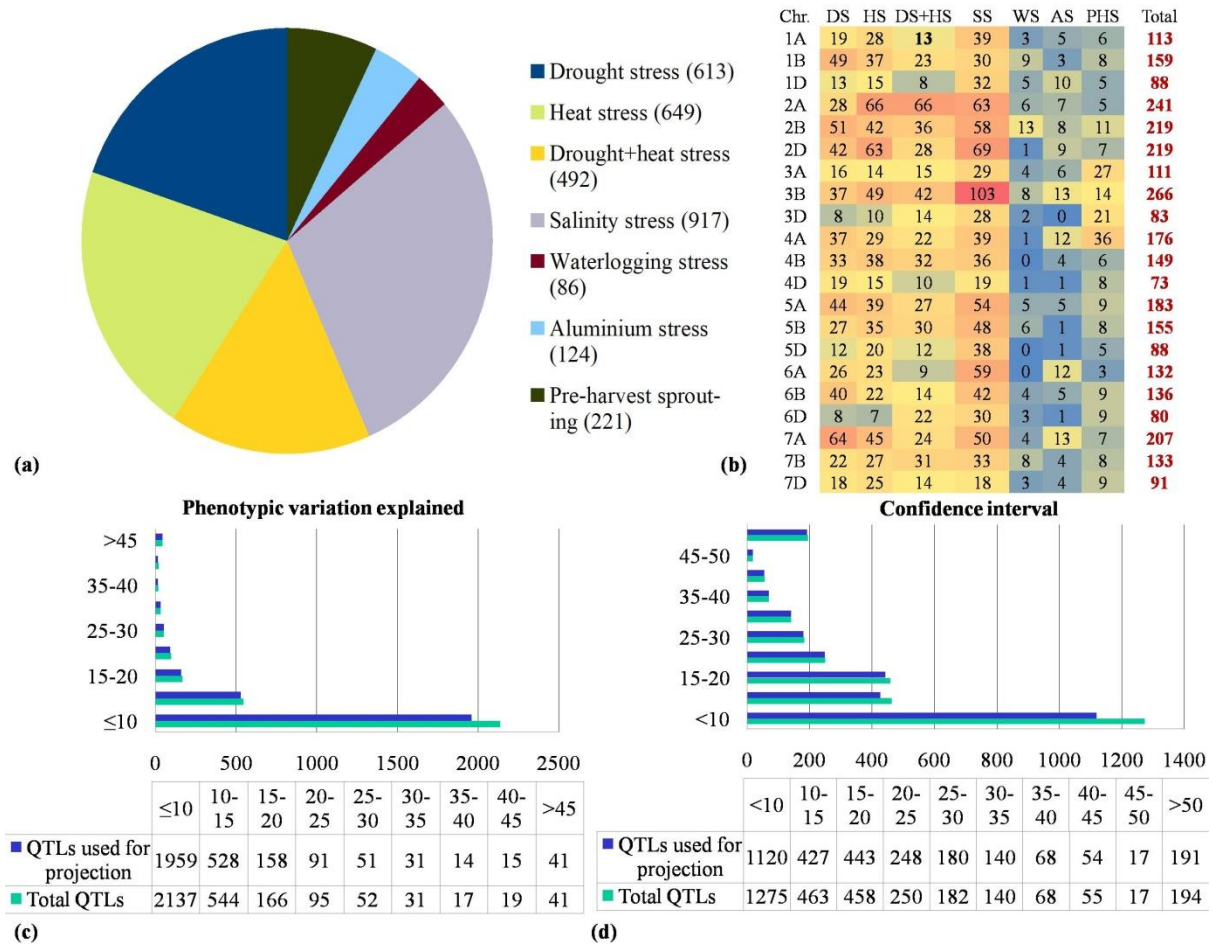 (a)
Drought stress (613)
Heat stress (649)
Drought+heat stress
(492)
Salinity stress (917)
Waterlogging stress
(86)
Aluminium stress
(124)
Pre-harvest sprout-
ing (221)
(b)
Chr. DS HS DS+HS SS WS AS PHS Total
1A 19 28 13 39 3 5 6 113
1B 49 37 23 30 9 3 8 159
1D 13 15 8 32 5 10 5 88
2A 28 66 66 63 6 7 5 241
2B 51 42 36 58 13 8 11 219
2D 42 63 28 69 1 9 7 219
3A 16 14 15 29 4 6 27 111
3B 37 49 42 103 8 13 14 266
3D 8 10 14 28 2 0 21 83
4A 37 29 22 39 1 12 36 176
4B 33 38 32 36 0 4 6 149
4D 19 15 10 19 1 1 8 73
5A 44 39 27 54 5 5 9 183
5B 27 35 30 48 6 1 8 155
5D 12 20 12 38 0 1 5 88
6A 26 23 9 59 0 12 3 132
6B 40 22 14 42 4 5 9 136
6D 8 7 22 30 3 1 9 80
7A 64 45 24 50 4 13 7 207
7B 22 27 31 33 8 4 8 133
7D 18 25 14 18 3 4 9 91
Phenotypic variation explained
>45
35-40
25-30
15-20
≤10
0 500 1000 1500 2000 2500
≤10 10-15 15-20 20-25 25-30 30-35 35-40 40-45 >45
QTLs used for projection 1959 528 158 91 51 31 14 15 41
Total QTLs 2137 544 166 95 52 31 17 19 41
(c)
Confidence interval
45-50
35-40
25-30
15-20
<10
0 200 400 600 800 1000 1200 1400
<10 10-15 15-20 20-25 25-30 30-35 35-40 40-45 45-50 >50
QTLs used for projection 1120 427 443 248 180 140 68 54 17 191
Total QTLs 1275 463 458 250 182 140 68 55 17 194
(d)